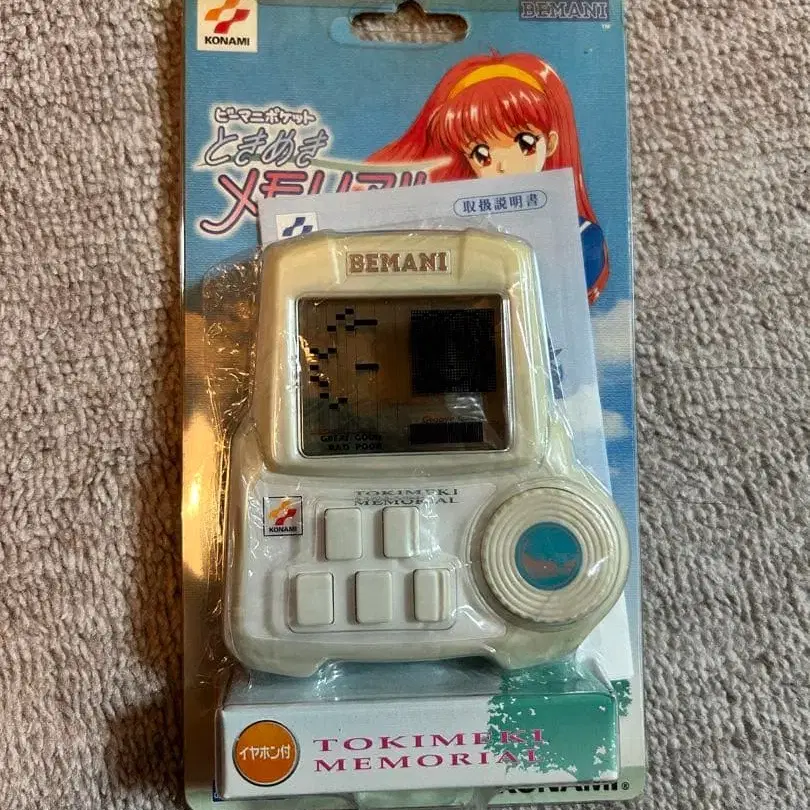 KONAMI
BEMANI
TM
ビーマニポケット
ときめき
メモリアル
取扱説明書
BEMANI
GREAT GOOD
BAD POOR
TOKIMEKI
MEMORIAL
KONAMI
イヤホン付
TOKIMEKI
MEMORIAL
KONAMI®